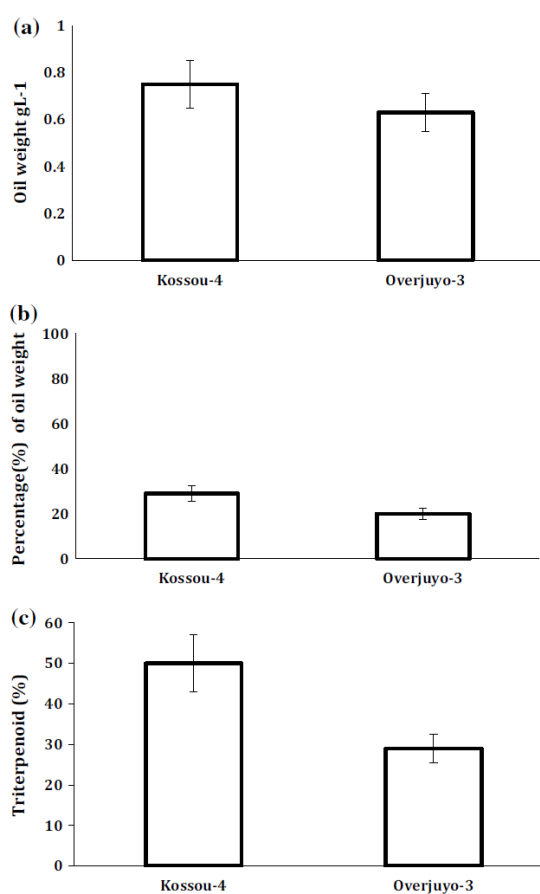 (a)
Oil weight gL-1
1
0.8
0.6
0.4
0.2
0
Kossou-4 Overjuyo-3
(b)
Percentage(%) of oil weight
100
80
60
40
20
0
Kossou-4 Overjuyo-3
(c)
Triterpenoid (%)
60
50
40
30
20
10
0
Kossou-4 Overjuyo-3